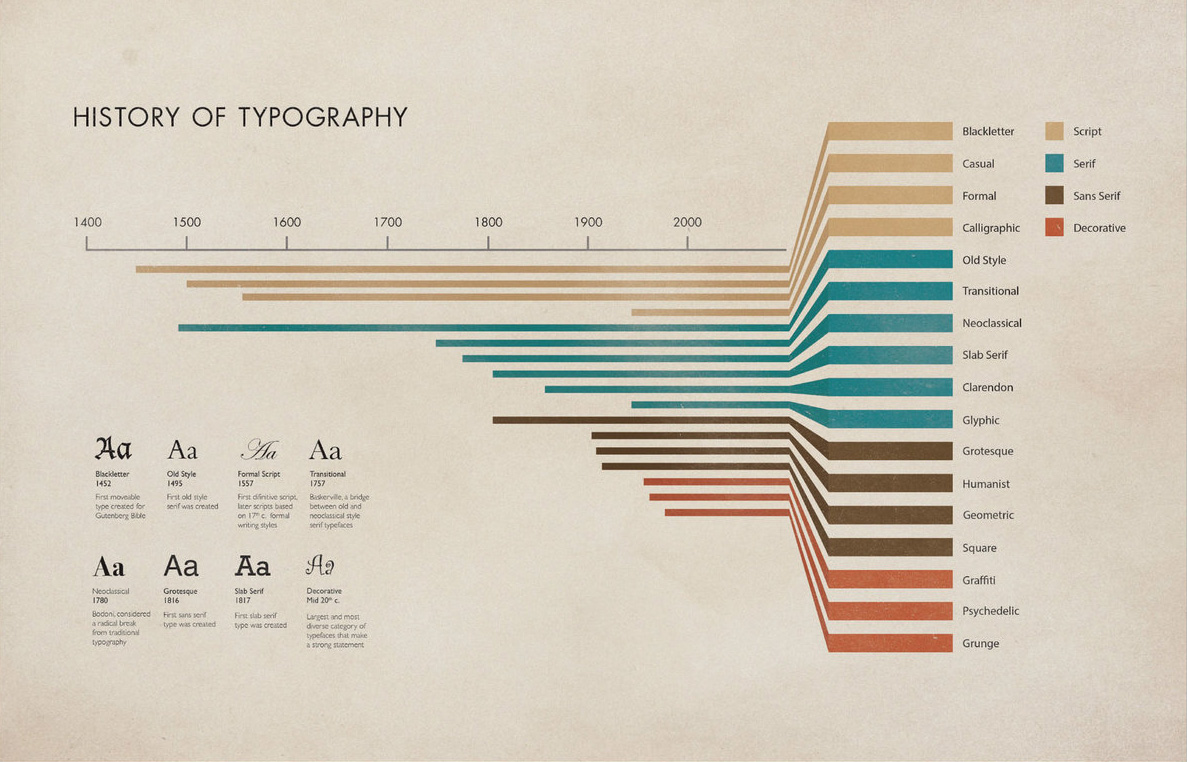 HISTORY OF TYPOGRAPHY
1400 1500 1600 1700 1800 1900 2000
Blackletter
Casual
Formal
Calligraphic
Old Style
Transitional
Neoclassical
Slab Serif
Clarendon
Glyphic
Grotesque
Humanist
Geometric
Square
Graffiti
Psychedelic
Grunge
Script
Serif
Sans Serif
Decorative
Aa
Blackletter
1452
First moveable
type created for
Gutenberg Bible
Aa
Old Style
1495
First old style
serif was created
Aa
Formal Script
1557
First difintive script,
later scripts based
on 17th c. formal
writing styles
Aa
Transitional
1757
Baskerville, a bridge
between old and
neoclassical style
serif typefaces
Aa
Neoclassical
1780
Bodoni, considered
a radical break
from traditional
typography
Aa
Grotesque
1816
First sans serif
type was created
Aa
Slab Serif
1817
First slab serif
type was created
Aa
Decorative
Mid 20th c.
Largest and most
diverse category of
typefaces that make
a strong statement